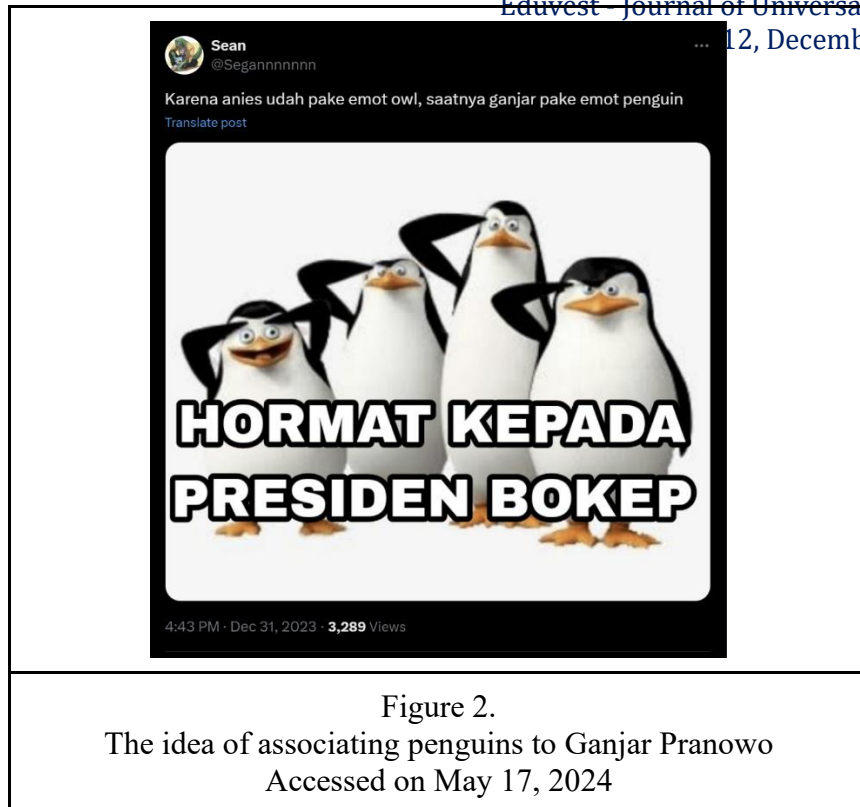 Eduvest - Journal of Universa
12, Decemb
Sean
@Segannnnnnn
Karena anies udah pake emot owl, saatnya ganjar pake emot penguin
Translate post
HORMAT KEPADA
PRESIDEN BOKEP
4:43 PM · Dec 31, 2023 · 3,289 Views
Figure 2.
The idea of associating penguins to Ganjar Pranowo
Accessed on May 17, 2024